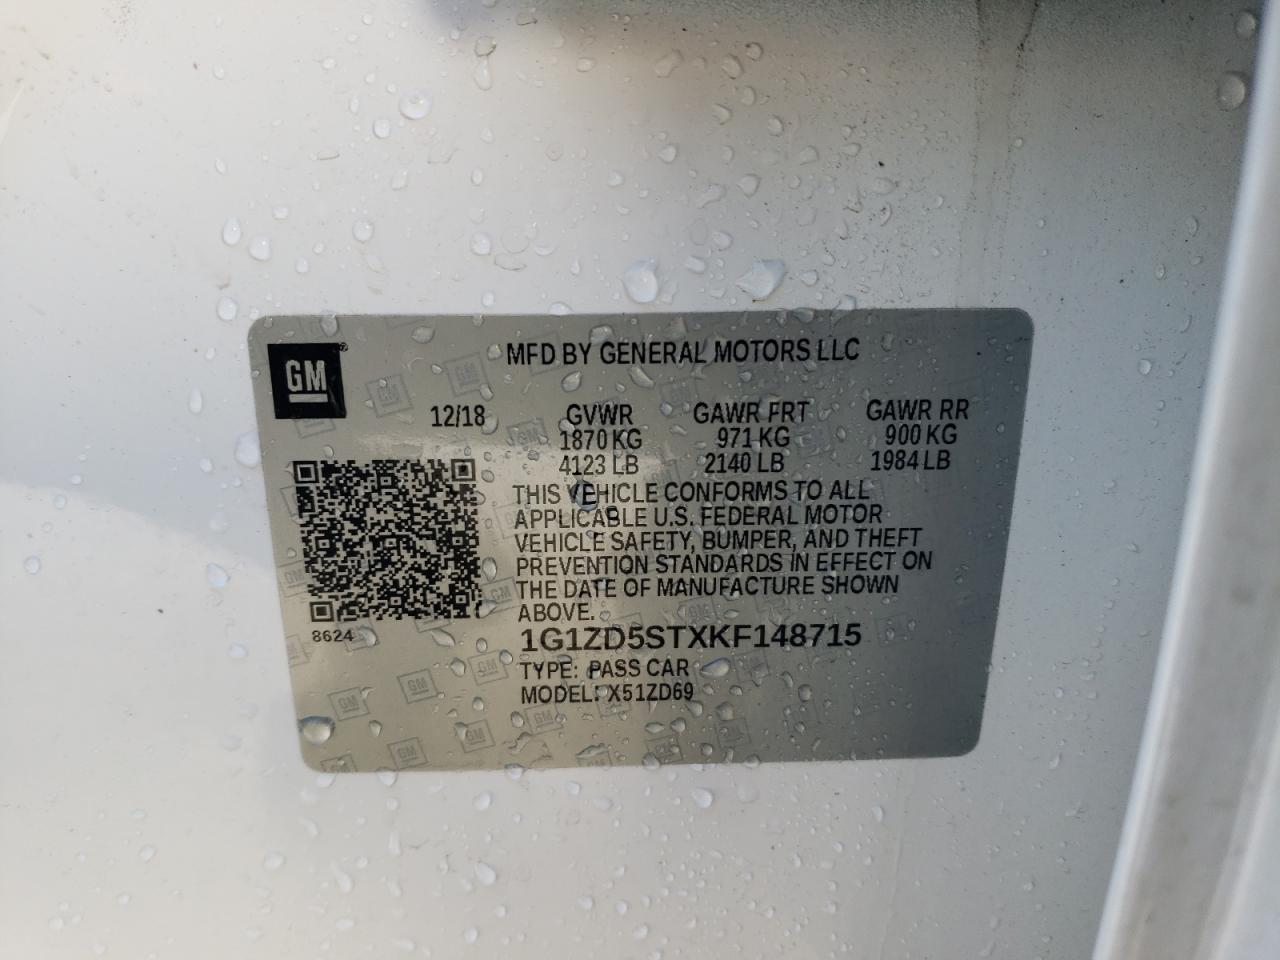 GM
MFD BY GENERAL MOTORS LLC
12/18 GVWR GAWR FRT GAWR RR
1870 KG 971 KG 900 KG
4123 LB 2140 LB 1984 LB
THIS VEHICLE CONFORMS TO ALL
APPLICABLE U.S. FEDERAL MOTOR
VEHICLE SAFETY, BUMPER, AND THEFT
PREVENTION STANDARDS IN EFFECT ON
THE DATE OF MANUFACTURE SHOWN
ABOVE.
8624
1G1ZD5STXKF148715
TYPE: PASS CAR
MODEL: X51ZD69